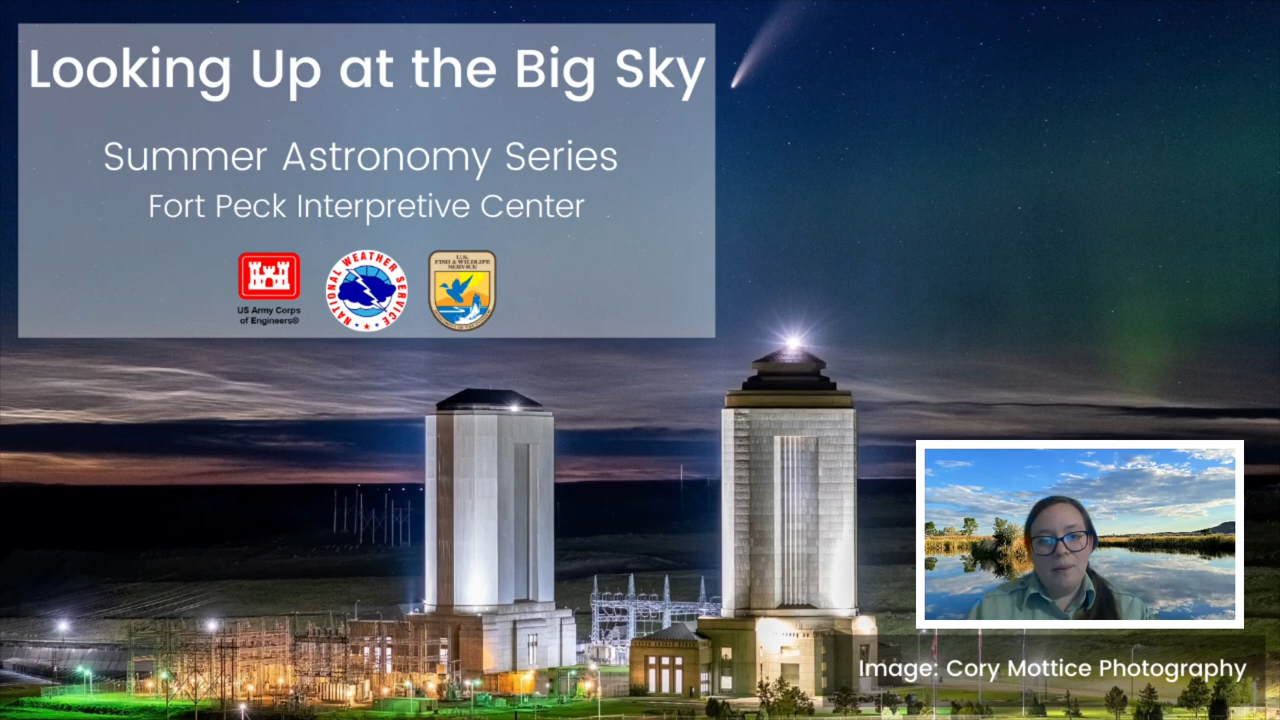 Looking Up at the Big Sky
Summer Astronomy Series
Fort Peck Interpretive Center
US Army Corps
of Engineers®
NATIONAL WEATHER SERVICE
U.S.
FISH & WILDLIFE
SERVICE
Image: Cory Mottice Photography